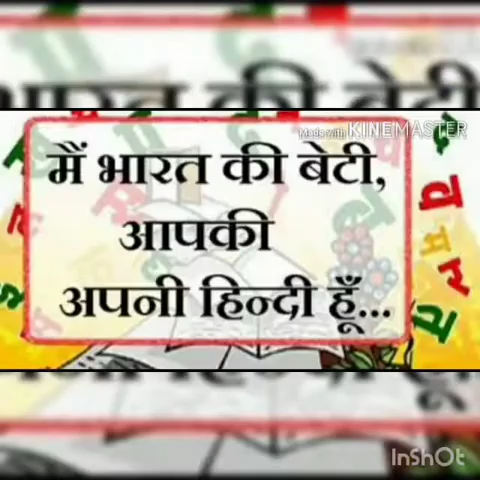 Made with KINEMASTER
मैं भारत की बेटी,
आपकी
अपनी हिन्दी हूँ...
InShOt